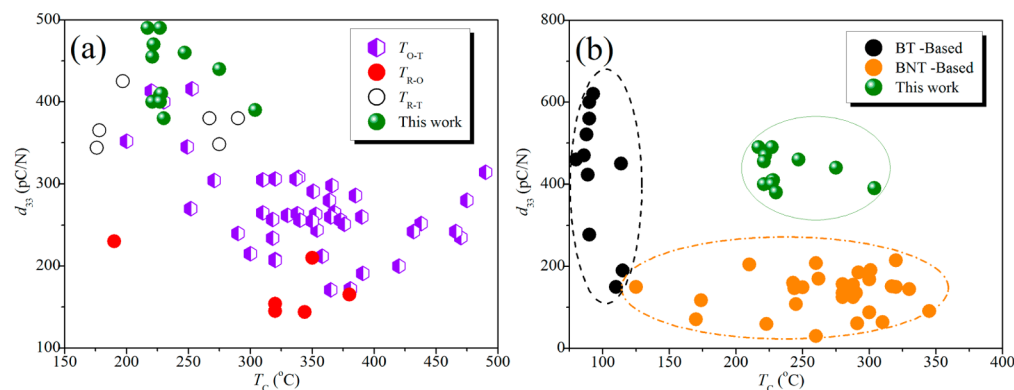 (a)
T_O-T
T_R-O
T_R-T
This work
500
400
300
200
100
d33 (pC/N)
150 200 250 300 350 400 450 500
T_C (°C)
(b)
BT -Based
BNT -Based
This work
800
600
400
200
0
d33 (pC/N)
100 150 200 250 300 350 400
T_C (°C)